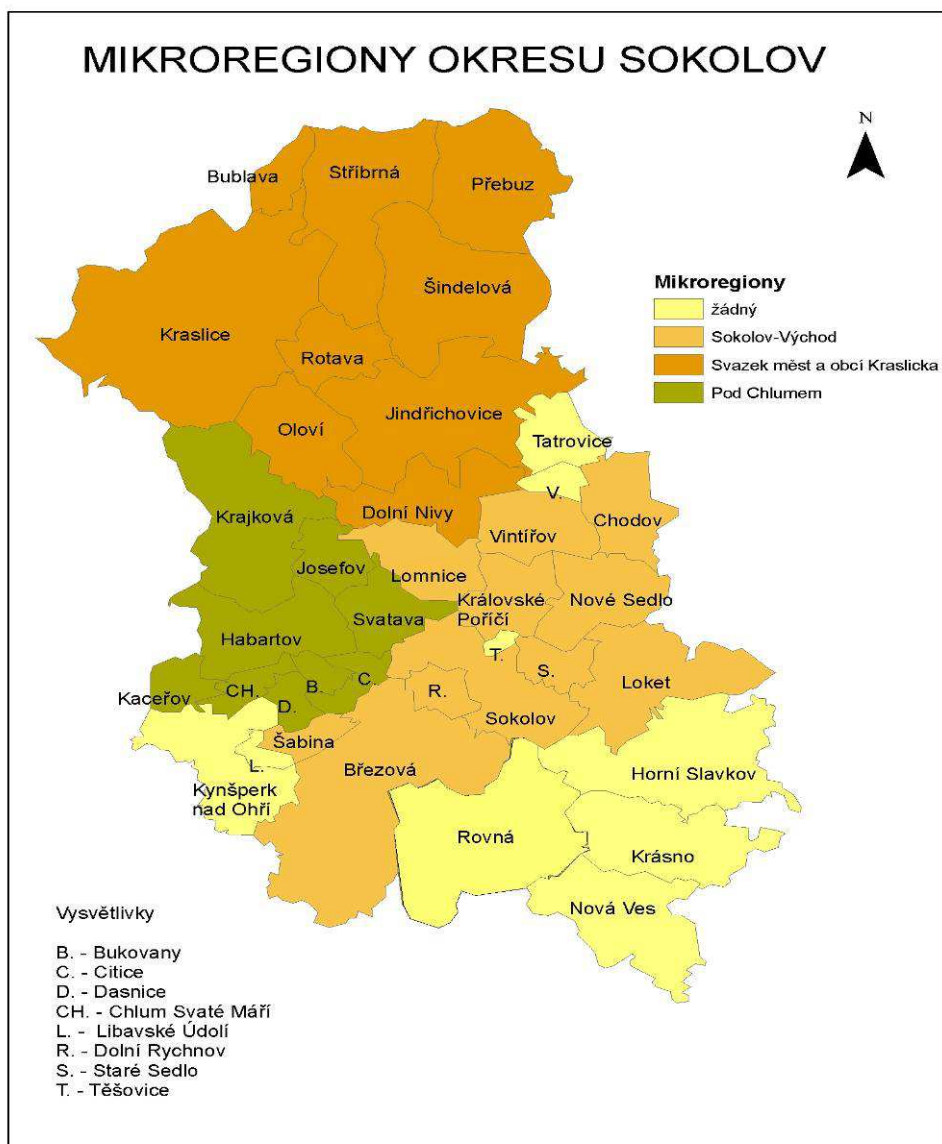 MIKROREGIONY OKRESU SOKOLOV
N
Bublava
Stříbrná
Přebuz
Šindelová
Kraslice
Rotava
Mikroregiony
žádný
Sokolov-Východ
Svazek měst a obcí Kraslicka
Pod Chlumem
Oloví
Jindřichovice
Tatrovice
V.
Dolní Nivy
Chodov
Krajková
Vintířov
Josefov
Lomnice
Královské
Poříčí
Nové Sedlo
Svatava
Habartov
T.
S.
C.
B.
R.
Loket
Kaceřov
CH.
D.
Sokolov
Šabina
L.
Březová
Horní Slavkov
Kynšperk
nad Ohří
Rovná
Krásno
Nová Ves
Vysvětlivky
B. - Bukovany
C. - Citice
D. - Dasnice
CH. - Chlum Svaté Máří
L. - Libavské Údolí
R. - Dolní Rychnov
S. - Staré Sedlo
T. - Těšovice